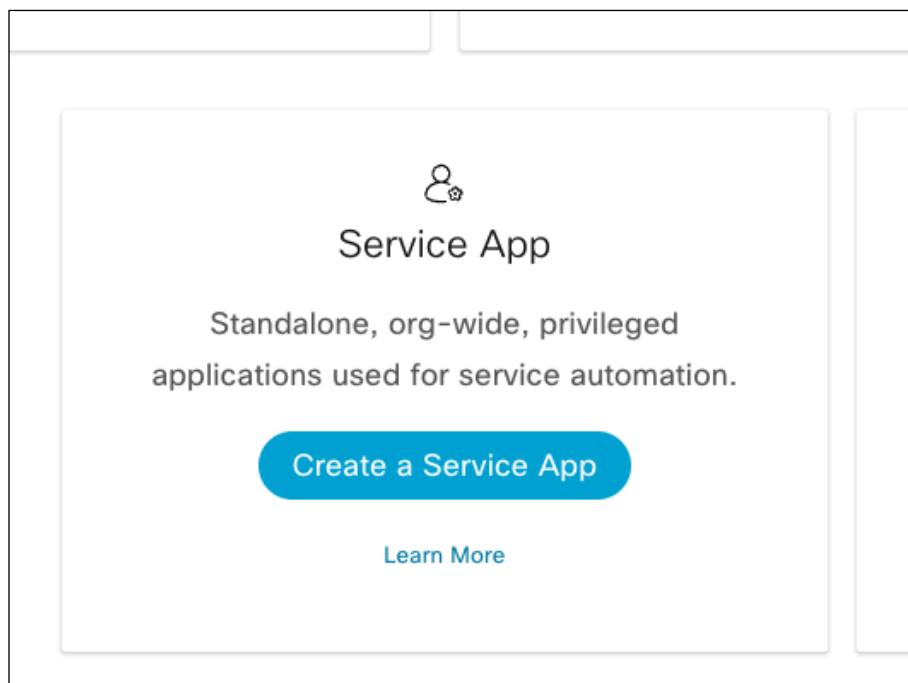 Service App
Standalone, org-wide, privileged
applications used for service automation.
Create a Service App
Learn More